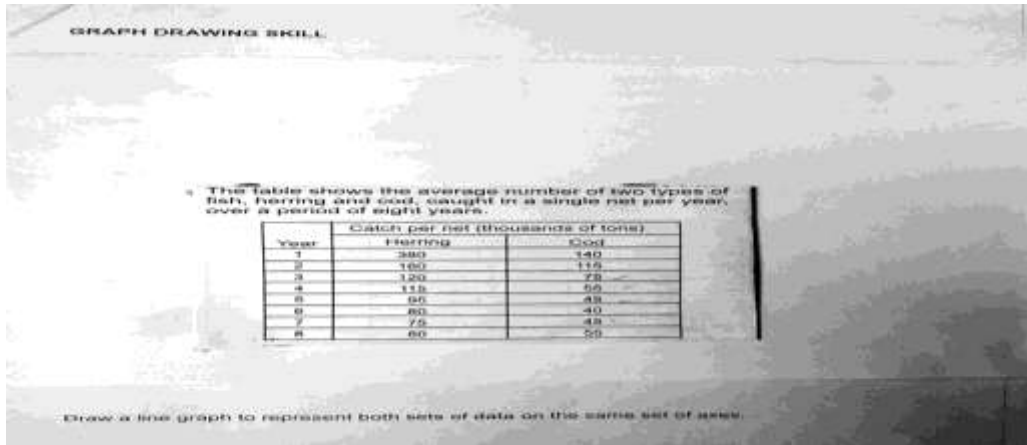 GRAPH DRAWING SKILL
The table shows the average number of two types of
fish, herring and cod, caught in a single net per year,
over a period of eight years.
Catch per net (thousands of tons)
Year Herring Cod
1 380 140
2 160 115
3 120 75
4 115 55
5 95 45
6 80 40
7 75 45
8 60 55
Draw a line graph to represent both sets of data on the same set of axes.